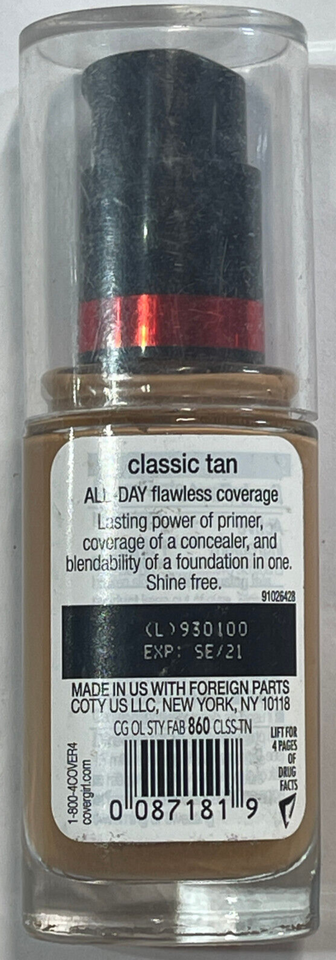 classic tan
ALL-DAY flawless coverage
Lasting power of primer,
coverage of a concealer, and
blendability of a foundation in one.
Shine free.
91026428
(L)930100
EXP: SE/21
MADE IN US WITH FOREIGN PARTS
COTY US LLC, NEW YORK, NY 10118
CG OL STY FAB 860 CLSS-TN
1-800-4COVER4
covergirl.com
LIFT FOR
4 PAGES
OF
DRUG
FACTS
0 087181 9